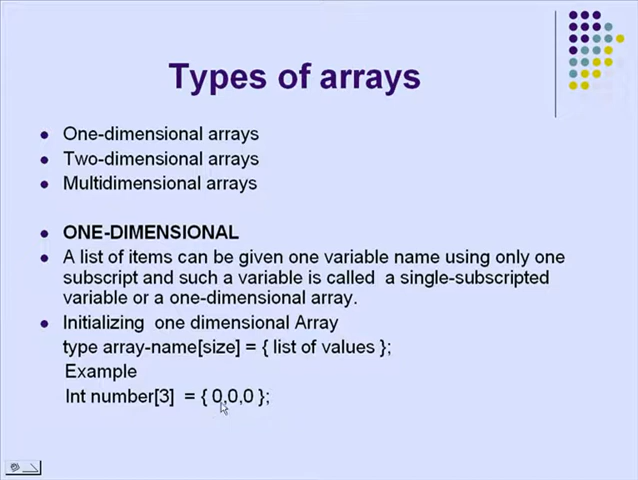 Types of arrays
One-dimensional arrays
Two-dimensional arrays
Multidimensional arrays
ONE-DIMENSIONAL
A list of items can be given one variable name using only one
subscript and such a variable is called a single-subscripted
variable or a one-dimensional array.
Initializing one dimensional Array
type array-name[size] = { list of values };
Example
Int number[3] = { 0,0,0 };